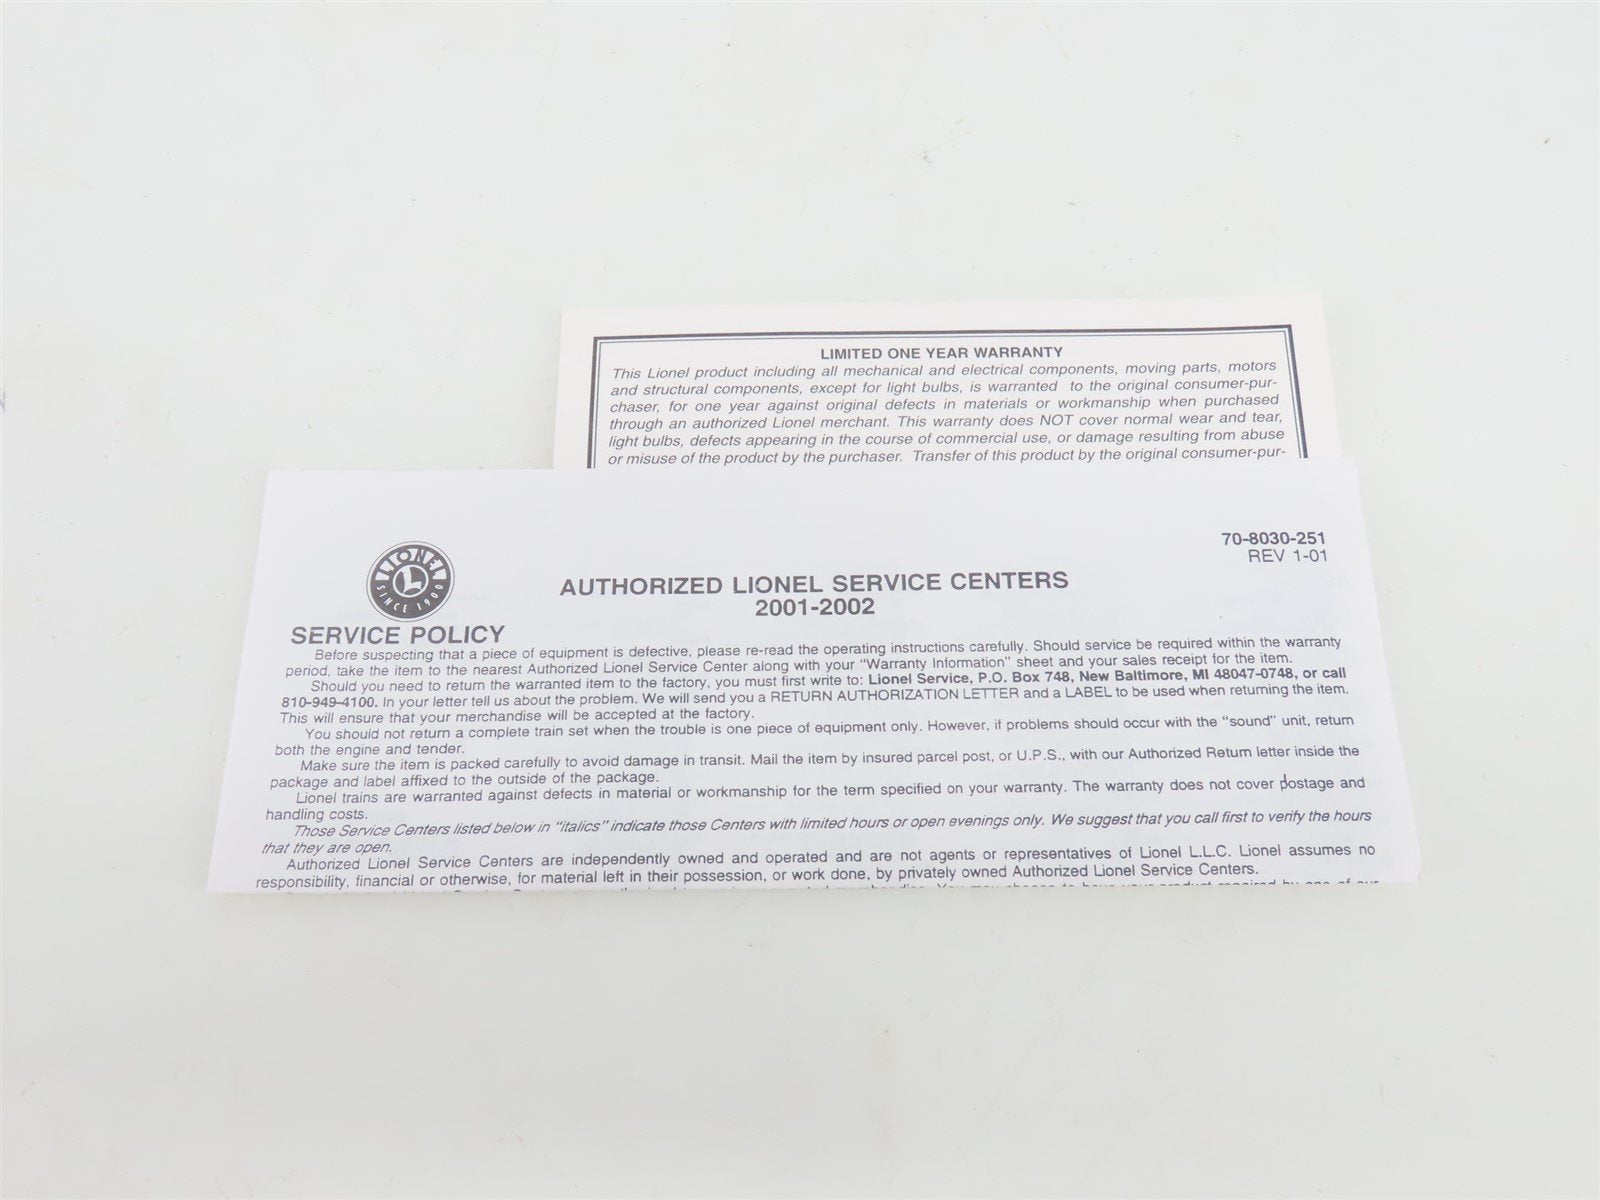 LIMITED ONE YEAR WARRANTY
This Lionel product including all mechanical and electrical components, moving parts, motors
and structural components, except for light bulbs, is warranted to the original consumer-pur-
chaser, for one year against original defects in materials or workmanship when purchased
through an authorized Lionel merchant. This warranty does NOT cover normal wear and tear,
light bulbs, defects appearing in the course of commercial use, or damage resulting from abuse
or misuse of the product by the purchaser. Transfer of this product by the original consumer-pur-
70-8030-251
REV 1-01
LIONEL
L
SINCE 1900
AUTHORIZED LIONEL SERVICE CENTERS
2001-2002
SERVICE POLICY
Before suspecting that a piece of equipment is defective, please re-read the operating instructions carefully. Should service be required within the warranty
period, take the item to the nearest Authorized Lionel Service Center along with your "Warranty Information" sheet and your sales receipt for the item.
Should you need to return the warranted item to the factory, you must first write to: Lionel Service, P.O. Box 748, New Baltimore, MI 48047-0748, or call
810-949-4100. In your letter tell us about the problem. We will send you a RETURN AUTHORIZATION LETTER and a LABEL to be used when returning the item.
This will ensure that your merchandise will be accepted at the factory.
You should not return a complete train set when the trouble is one piece of equipment only. However, if problems should occur with the "sound" unit, return
both the engine and tender.
Make sure the item is packed carefully to avoid damage in transit. Mail the item by insured parcel post, or U.P.S., with our Authorized Return letter inside the
package and label affixed to the outside of the package.
Lionel trains are warranted against defects in material or workmanship for the term specified on your warranty. The warranty does not cover postage and
handling costs.
Those Service Centers listed below in "italics" indicate those Centers with limited hours or open evenings only. We suggest that you call first to verify the hours
that they are open.
Authorized Lionel Service Centers are independently owned and operated and are not agents or representatives of Lionel L.L.C. Lionel assumes no
responsibility, financial or otherwise, for material left in their possession, or work done, by privately owned Authorized Lionel Service Centers.